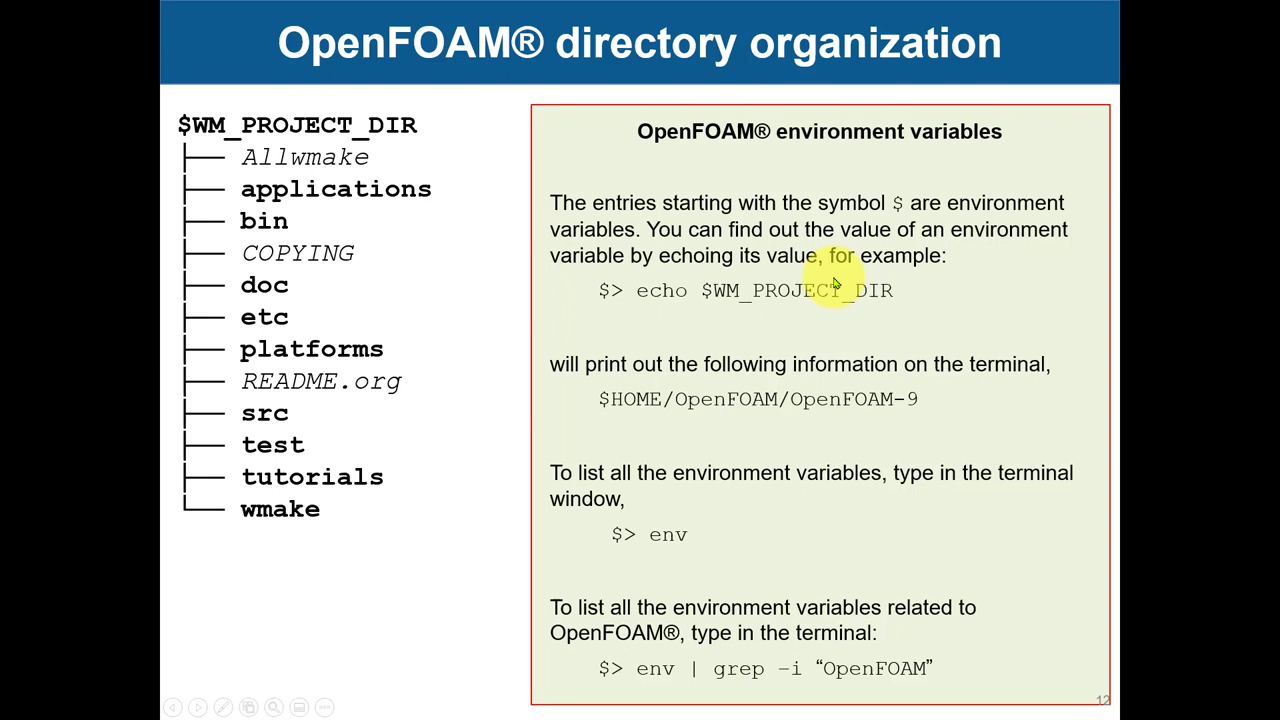 OpenFOAM® directory organization
$WM_PROJECT_DIR
├── Allwmake
├── applications
├── bin
├── COPYING
├── doc
├── etc
├── platforms
├── README.org
├── src
├── test
├── tutorials
└── wmake
OpenFOAM® environment variables
The entries starting with the symbol $ are environment
variables. You can find out the value of an environment
variable by echoing its value, for example:
$> echo $WM_PROJECT_DIR
will print out the following information on the terminal,
$HOME/OpenFOAM/OpenFOAM-9
To list all the environment variables, type in the terminal
window,
$> env
To list all the environment variables related to
OpenFOAM®, type in the terminal:
$> env | grep –i “OpenFOAM”
12